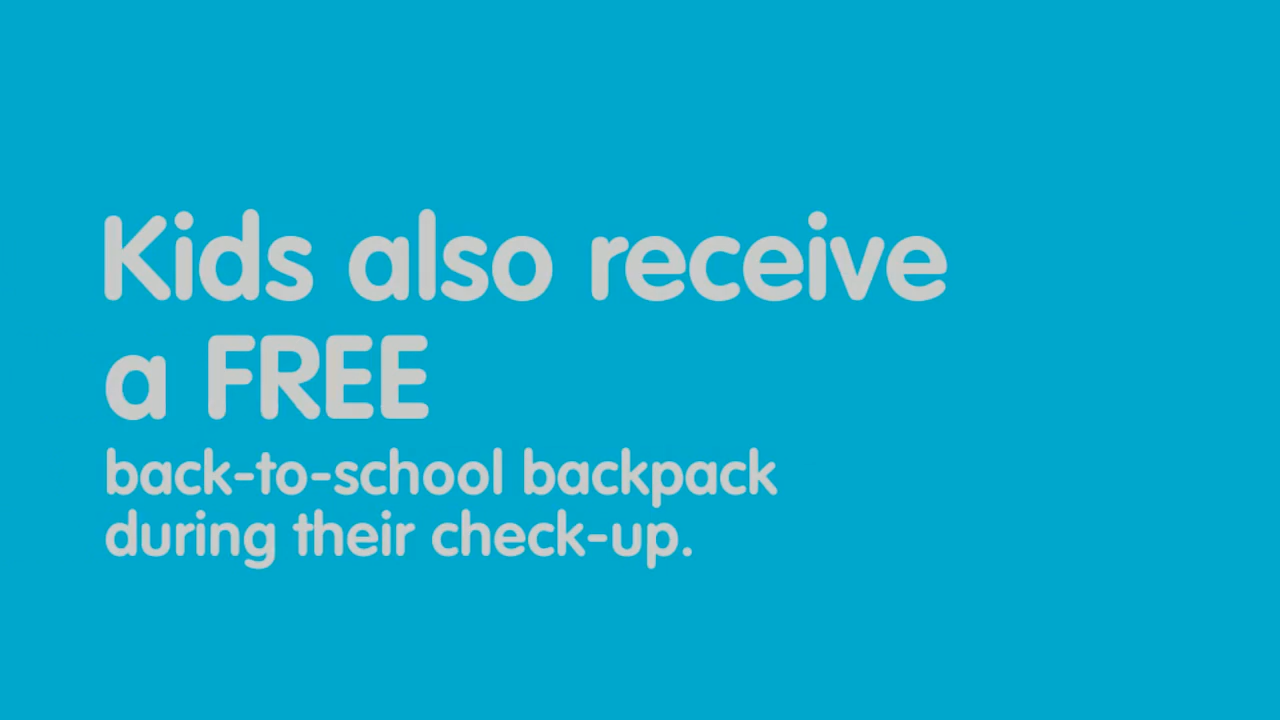 Kids also receive
a FREE
back-to-school backpack
during their check-up.